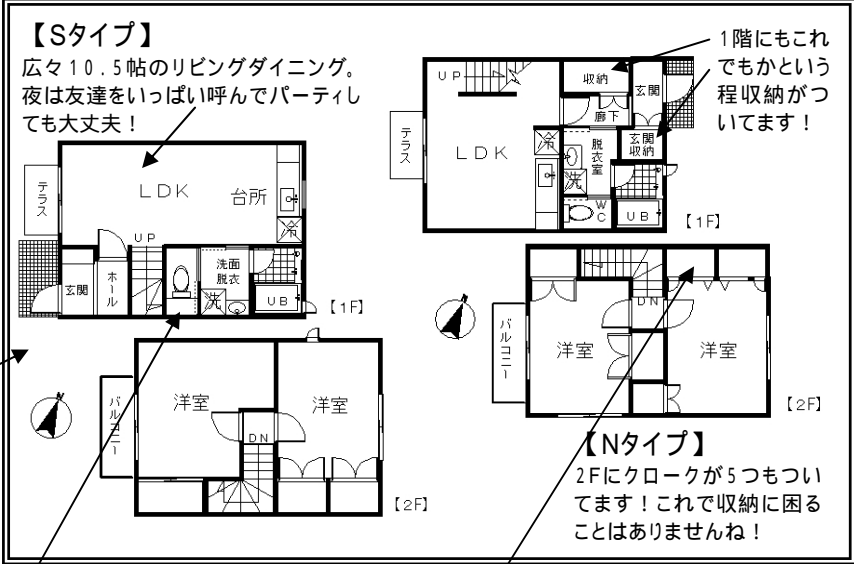 【Sタイプ】
広々10.5帖のリビングダイニング。
夜は友達をいっぱい呼んでパーティし
ても大丈夫！
テラス
LDK
台所
冷
UP
玄関
ホール
洗面
脱衣
洗
UB
【1F】
N
バルコニー
洋室
洋室
DN
【2F】
1階にもこれ
でもかという
程収納がつ
いてます！
UP
収納
玄関
廊下
テラス
LDK
冷
脱衣室
玄関
収納
洗
WC
UB
【1F】
N
バルコニー
DN
洋室
洋室
【2F】
【Nタイプ】
2Fにクロークが5つもつい
てます！これで収納に困る
ことはありませんね！